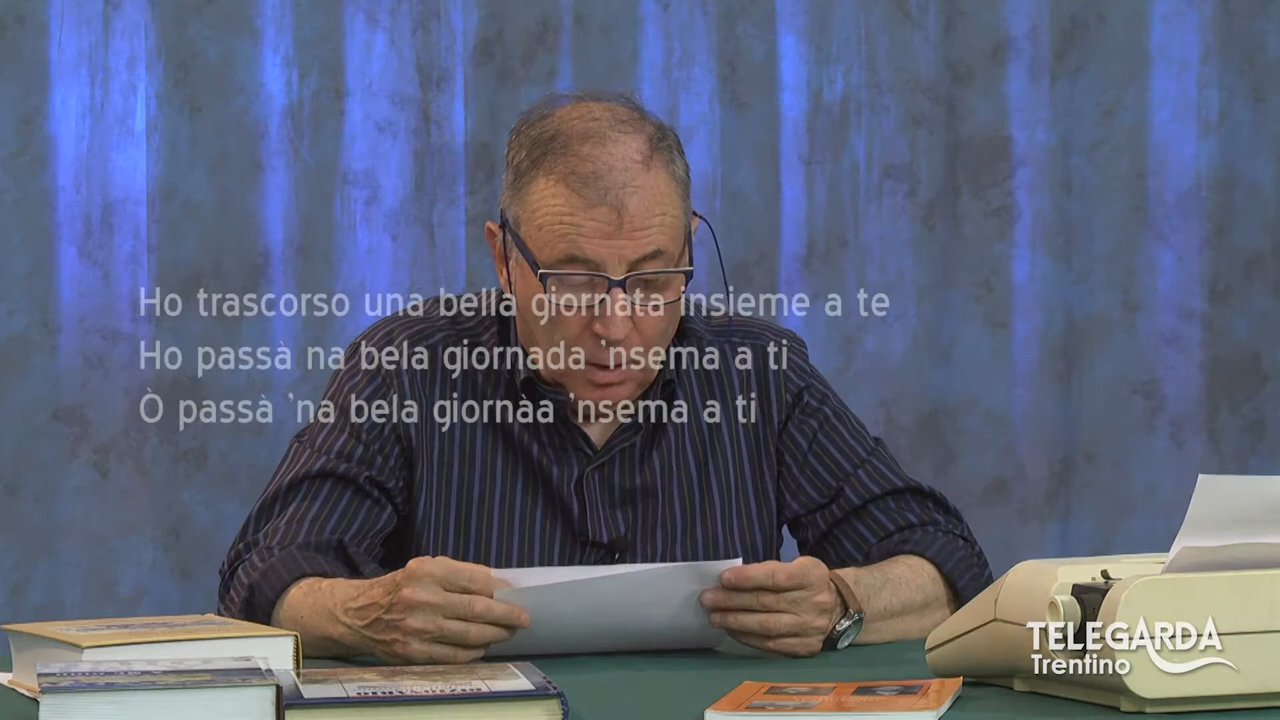 Ho trascorso una bella giornata insieme a te
Ho passà na bela giornada 'nsema a ti
Ò passà 'na bela giornaa 'nsema a ti
TELEGARDA
Trentino